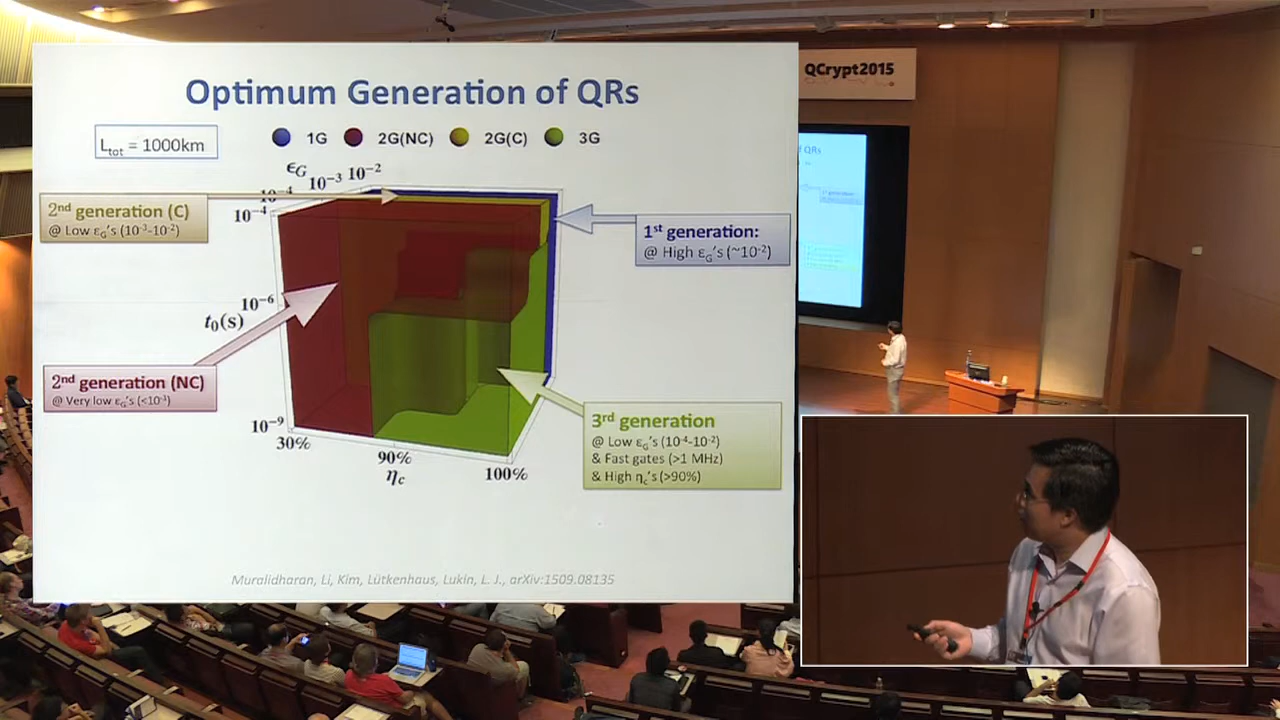 QCrypt2015
Optimum Generation of QRs
L_tot = 1000km
1G 2G(NC) 2G(C) 3G
ϵ_G 10⁻⁴ 10⁻³ 10⁻²
2nd generation (C)
@ Low ε_G's (10⁻³-10⁻²)
10⁻⁴
1st generation:
@ High ε_G's (~10⁻²)
10⁻⁶
t₀(s)
2nd generation (NC)
@ Very low ε_G's (<10⁻³)
10⁻⁹
30%
90%
100%
η_c
3rd generation
@ Low ε_G's (10⁻⁴-10⁻²)
& Fast gates (>1 MHz)
& High η_c's (>90%)
Muralidharan, Li, Kim, Lütkenhaus, Lukin, L. J., arXiv:1509.08135